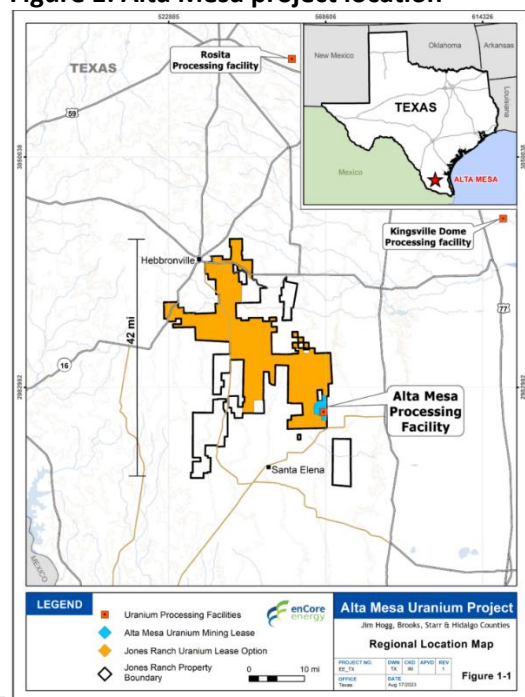 Figure 1. Alta Mesa project location
522885
568606
614326
TEXAS
Rosita
Processing facility
59
Oklahoma
Arkansas
New Mexico
Louisiana
TEXAS
Mexico
ALTA MESA
Kingsville Dome
Processing facility
Hebbronville
42 mi
77
16
Alta Mesa
Processing
Facility
Santa Elena
MEXICO
LEGEND
Uranium Processing Facilities
Alta Mesa Uranium Mining Lease
Jones Ranch Uranium Lease Option
Jones Ranch Property
Boundary
0 10 mi
enCore
energy
Alta Mesa Uranium Project
Jim Hogg, Brooks, Starr & Hidalgo Counties
Regional Location Map
PROJECT NO. DWN CKD APVD REV
EE_TX TX 1
OFFICE DATE
Texas Aug 17/2023
Figure 1-1